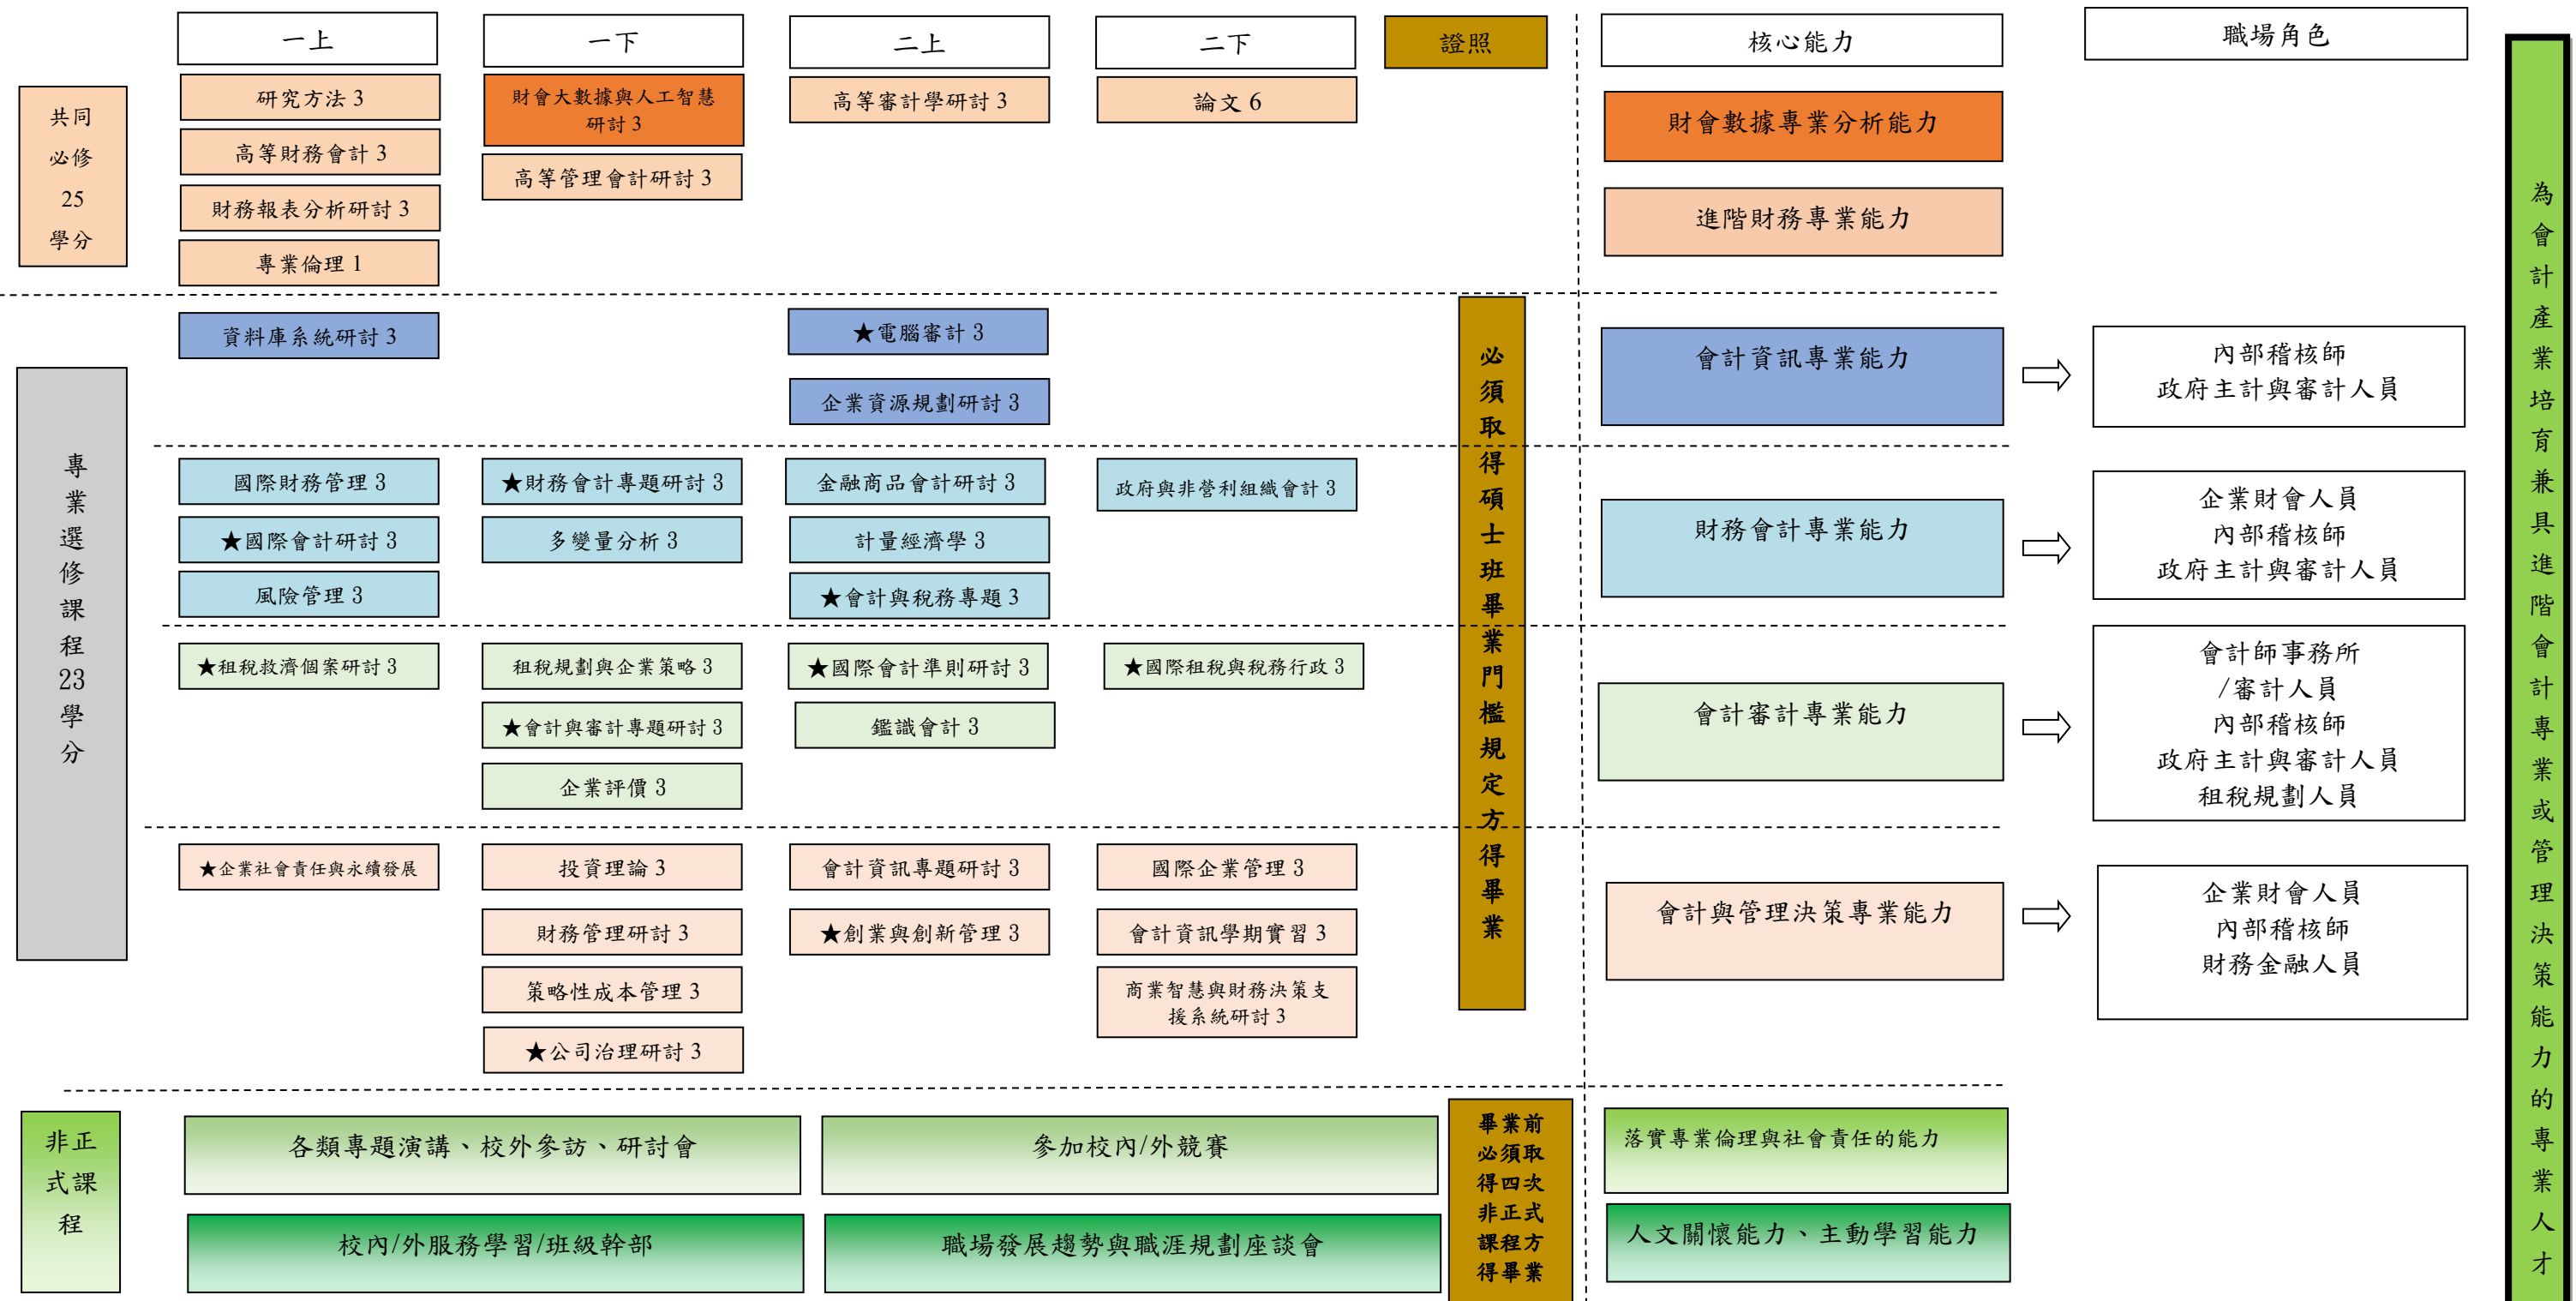 一上
一下
二上
二下
證照
核心能力
職場角色
共同
必修
25
學分
研究方法 3
高等財務會計 3
財務報表分析研討 3
專業倫理 1
財會大數據與人工智慧
研討 3
高等管理會計研討 3
高等審計學研討 3
論文 6
財會數據專業分析能力
進階財務專業能力
專業選修課程23學分
資料庫系統研討 3
★電腦審計 3
企業資源規劃研討 3
會計資訊專業能力
內部稽核師
政府主計與審計人員
國際財務管理 3
★國際會計研討 3
風險管理 3
★財務會計專題研討 3
多變量分析 3
金融商品會計研討 3
計量經濟學 3
★會計與稅務專題 3
政府與非營利組織會計 3
財務會計專業能力
企業財會人員
內部稽核師
政府主計與審計人員
★租稅救濟個案研討 3
租稅規劃與企業策略 3
★會計與審計專題研討 3
企業評價 3
★國際會計準則研討 3
鑑識會計 3
★國際租稅與稅務行政 3
會計審計專業能力
會計師事務所
/審計人員
內部稽核師
政府主計與審計人員
租稅規劃人員
★企業社會責任與永續發展
投資理論 3
財務管理研討 3
策略性成本管理 3
★公司治理研討 3
會計資訊專題研討 3
★創業與創新管理 3
國際企業管理 3
會計資訊學期實習 3
商業智慧與財務決策支
援系統研討 3
會計與管理決策專業能力
企業財會人員
內部稽核師
財務金融人員
必須取得碩士班畢業門檻規定方得畢業
非正
式課
程
各類專題演講、校外參訪、研討會
參加校內/外競賽
校內/外服務學習/班級幹部
職場發展趨勢與職涯規劃座談會
畢業前
必須取
得四次
非正式
課程方
得畢業
落實專業倫理與社會責任的能力
人文關懷能力、主動學習能力
為會計產業培育兼具進階會計專業或管理決策能力的專業人才